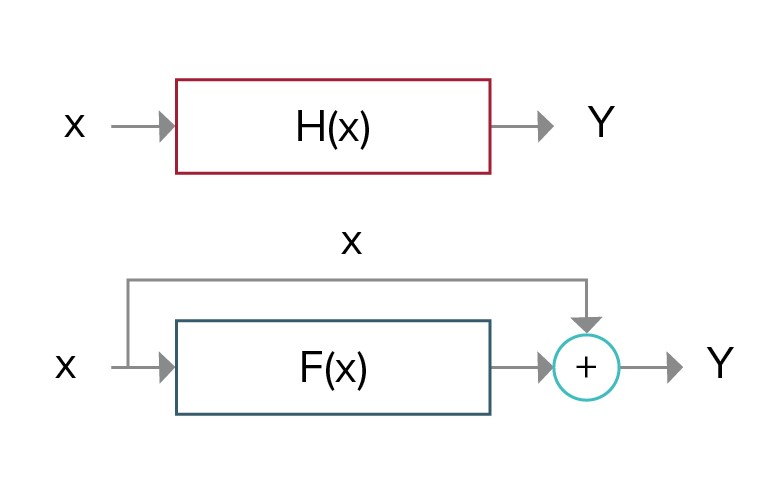 x H(x) Y
x
x F(x) + Y